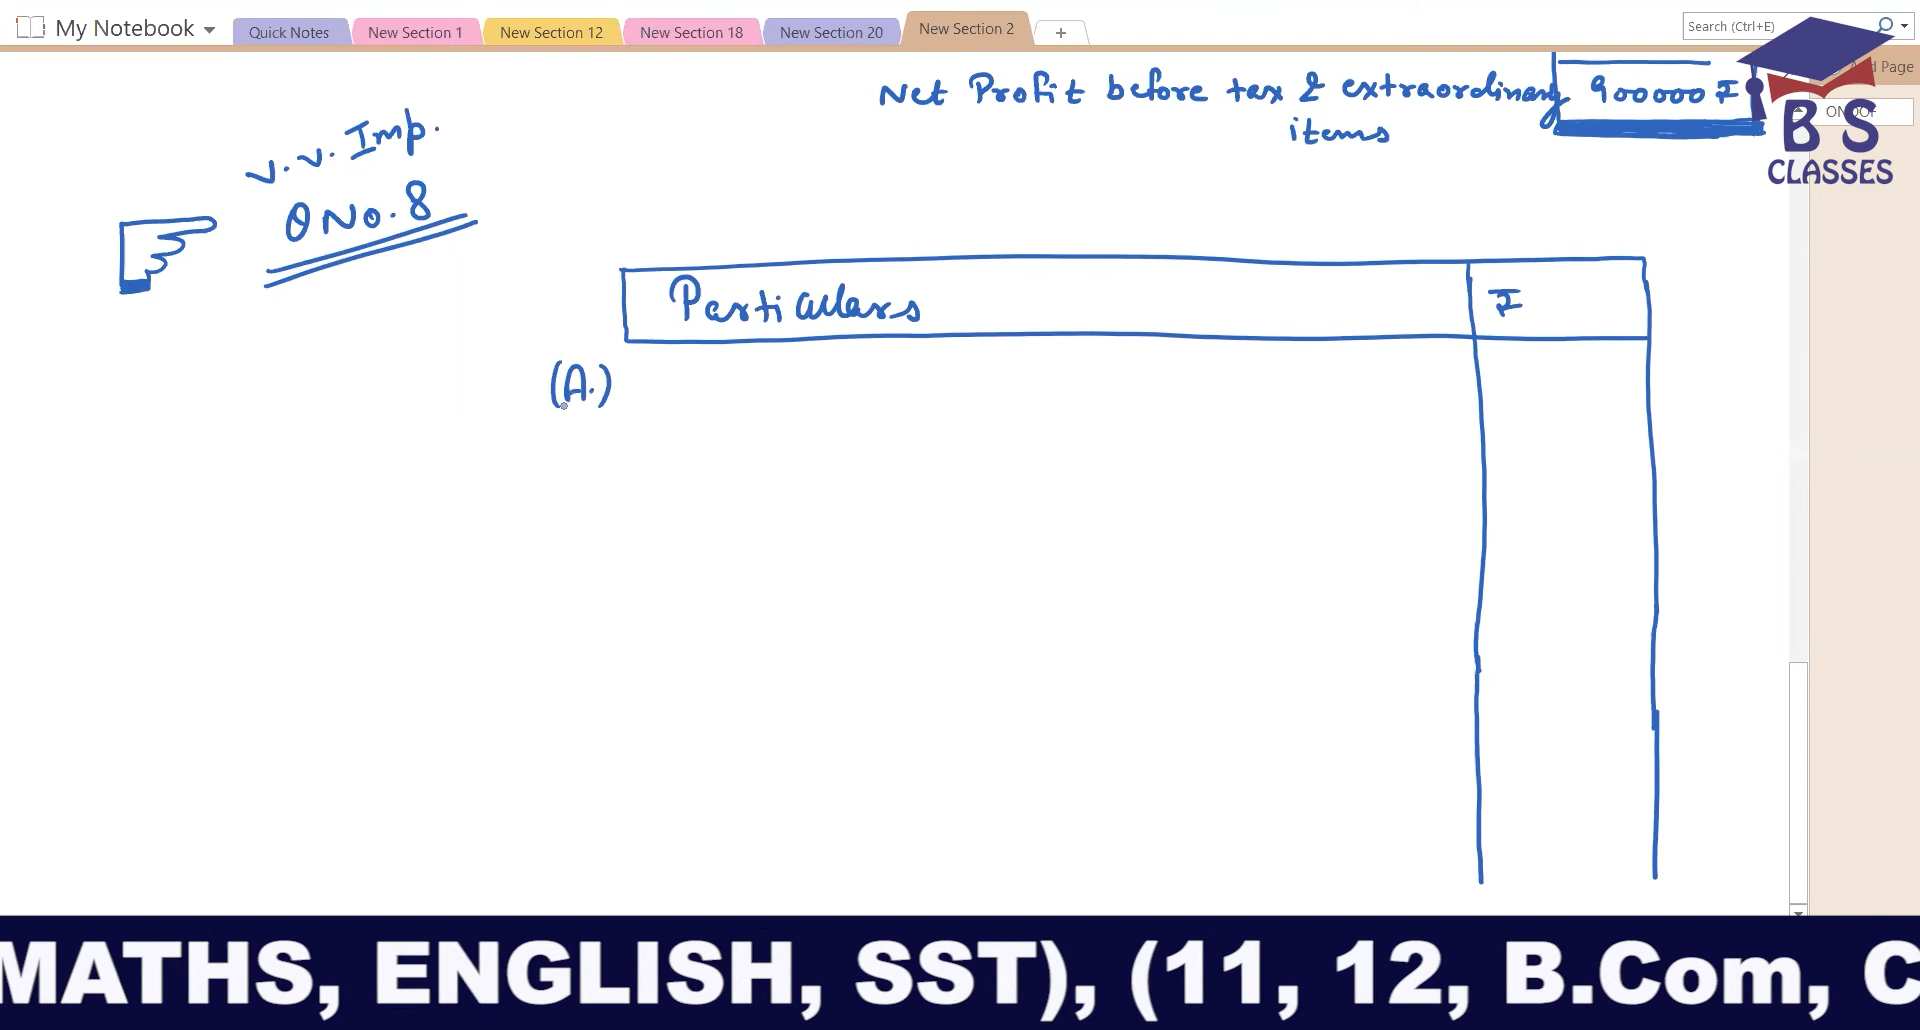 My Notebook
Quick Notes
New Section 1
New Section 12
New Section 18
New Section 20
New Section 2
+
Search (Ctrl+E)
Page
Net Profit before tax & extraordinary 900000 ₹
items
B S
CLASSES
V. V. Imp.
Q No. 8
Particulars ₹
(A.)
MATHS, ENGLISH, SST), (11, 12, B.Com, C